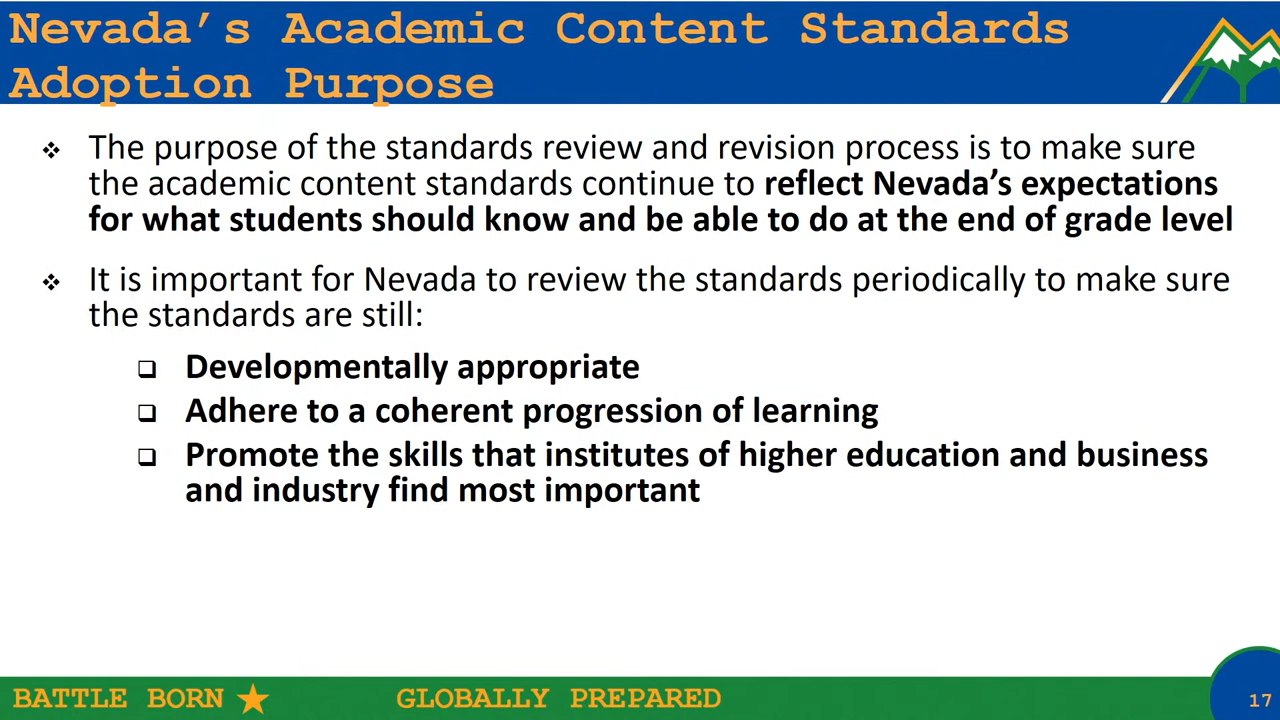 Nevada’s Academic Content Standards
Adoption Purpose
❖ The purpose of the standards review and revision process is to make sure
the academic content standards continue to reflect Nevada’s expectations
for what students should know and be able to do at the end of grade level
❖ It is important for Nevada to review the standards periodically to make sure
the standards are still:
❑ Developmentally appropriate
❑ Adhere to a coherent progression of learning
❑ Promote the skills that institutes of higher education and business
and industry find most important
BATTLE BORN ★ GLOBALLY PREPARED
17